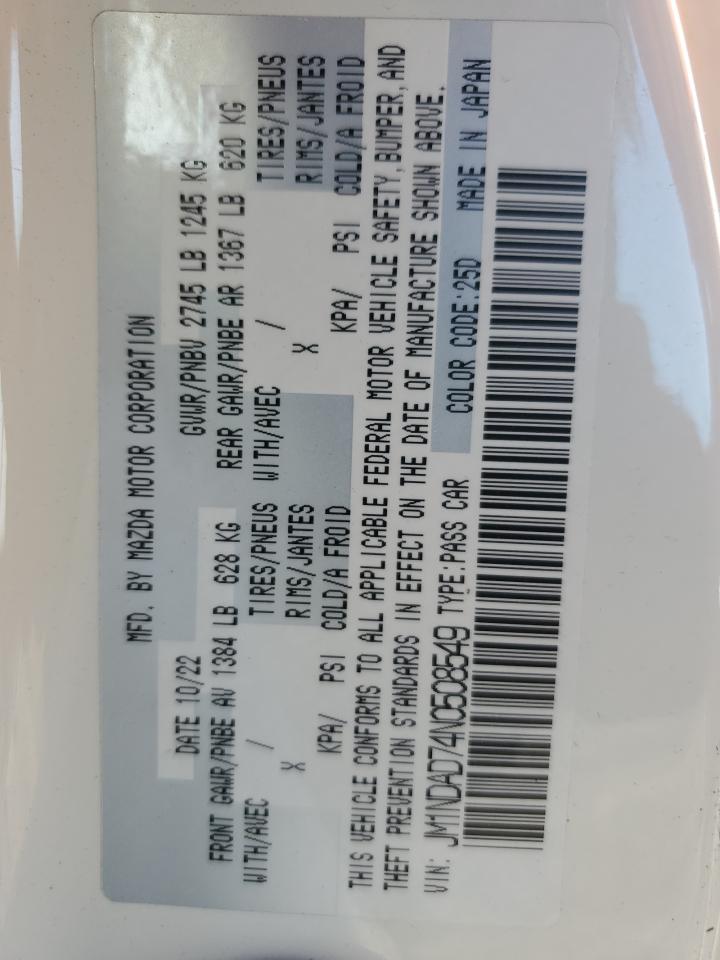 MFD. BY MAZDA MOTOR CORPORATION
DATE 10/22 GVWR/PNBV 2745 LB 1245 KG
FRONT GAWR/PNBE AV 1384 LB 628 KG REAR GAWR/PNBE AR 1367 LB 620 KG
WITH/AVEC / TIRES/PNEUS WITH/AVEC / TIRES/PNEUS
X RIMS/JANTES X RIMS/JANTES
KPA/ PSI COLD/A FROID KPA/ PSI COLD/A FROID
THIS VEHICLE CONFORMS TO ALL APPLICABLE FEDERAL MOTOR VEHICLE SAFETY, BUMPER, AND
THEFT PREVENTION STANDARDS IN EFFECT ON THE DATE OF MANUFACTURE SHOWN ABOVE.
VIN: JM1NDAD74N0508549 TYPE:PASS CAR COLOR CODE:25D MADE IN JAPAN